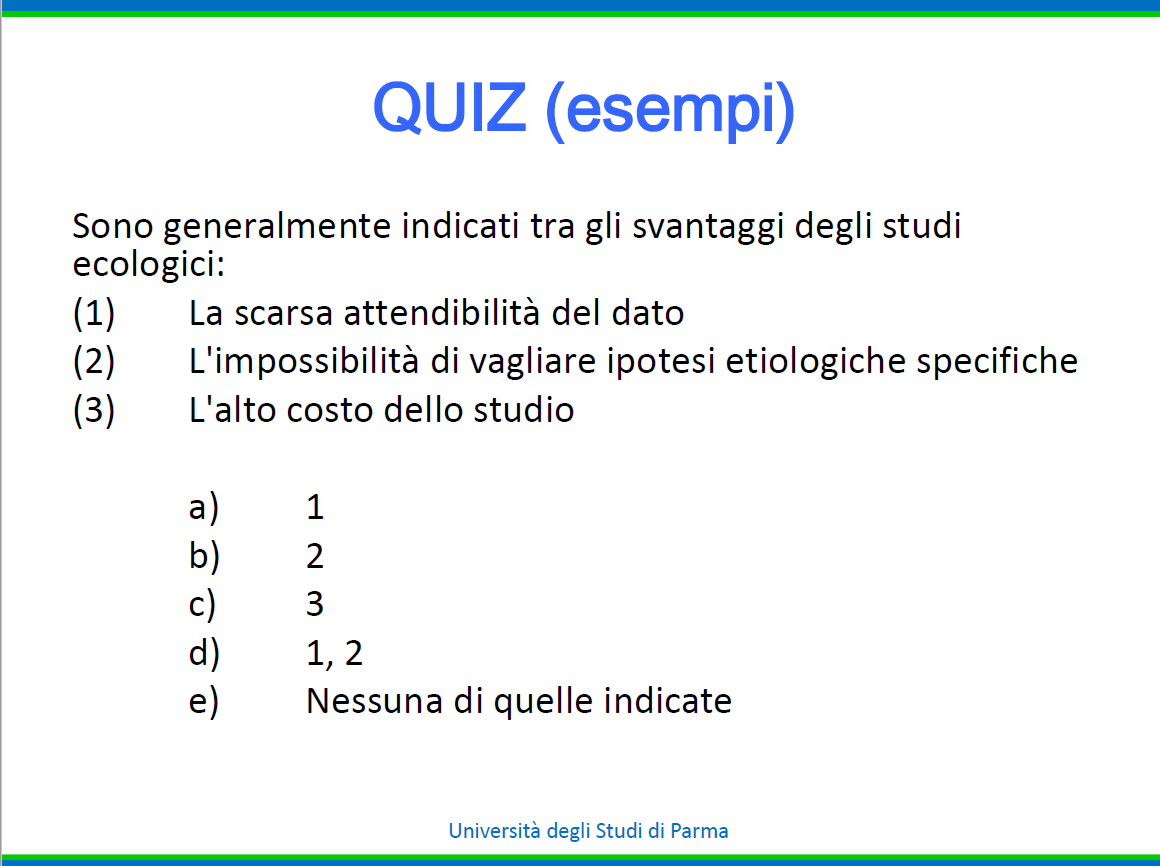 QUIZ (esempi)
Sono generalmente indicati tra gli svantaggi degli studi
ecologici:
(1) La scarsa attendibilità del dato
(2) L'impossibilità di vagliare ipotesi etiologiche specifiche
(3) L'alto costo dello studio
a) 1
b) 2
c) 3
d) 1, 2
e) Nessuna di quelle indicate
Università degli Studi di Parma